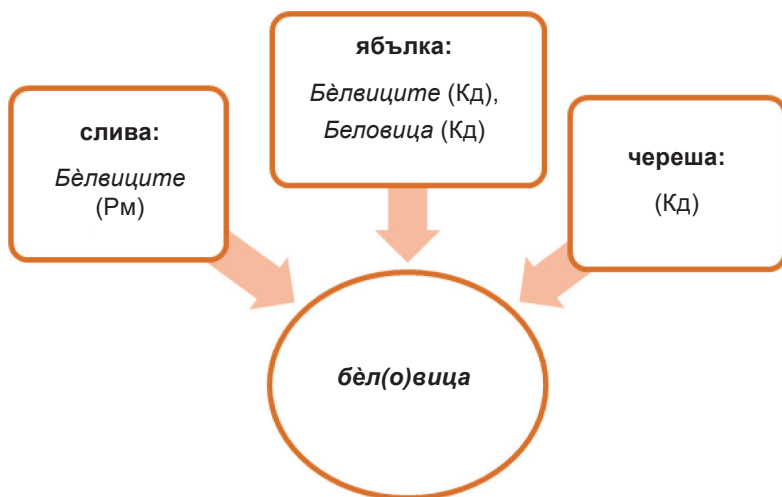 слива:
Бѐлвиците
(Рм)
ябълка:
Бѐлвиците (Кд),
Беловица (Кд)
череша:
(Кд)
бѐл(о)вица